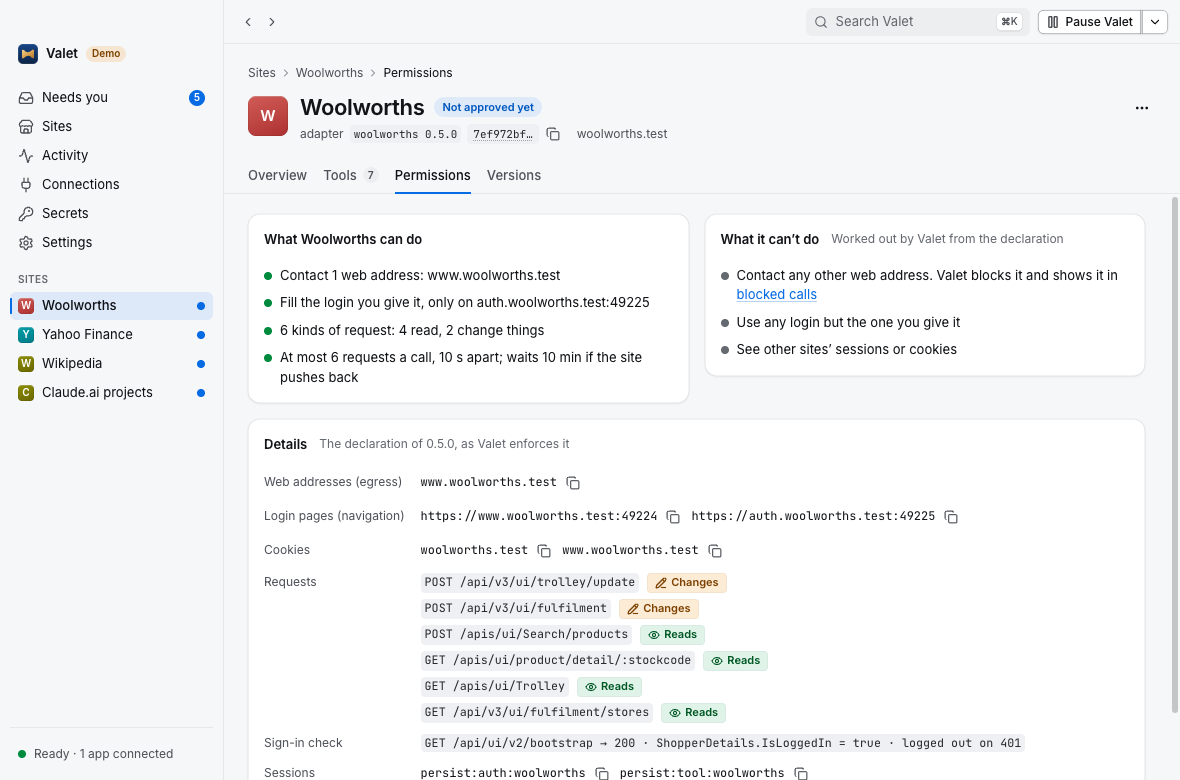 Search Valet
⌘K
Pause Valet
Valet
Demo
Needs you
5
Sites
Activity
Connections
Secrets
Settings
SITES
W
Woolworths
Y
Yahoo Finance
W
Wikipedia
C
Claude.ai projects
Ready · 1 app connected
Sites
Woolworths
Permissions
W
Woolworths
Not approved yet
adapter woolworths 0.5.0 7ef972bf… woolworths.test
Overview
Tools 7
Permissions
Versions
What Woolworths can do
Contact 1 web address: www.woolworths.test
Fill the login you give it, only on auth.woolworths.test:49225
6 kinds of request: 4 read, 2 change things
At most 6 requests a call, 10 s apart; waits 10 min if the site
pushes back
What it can’t do Worked out by Valet from the declaration
Contact any other web address. Valet blocks it and shows it in
blocked calls
Use any login but the one you give it
See other sites’ sessions or cookies
Details The declaration of 0.5.0, as Valet enforces it
Web addresses (egress) www.woolworths.test
Login pages (navigation) https://www.woolworths.test:49224 https://auth.woolworths.test:49225
Cookies woolworths.test www.woolworths.test
Requests POST /api/v3/ui/trolley/update Changes
POST /api/v3/ui/fulfilment Changes
POST /apis/ui/Search/products Reads
GET /apis/ui/product/detail/:stockcode Reads
GET /apis/ui/Trolley Reads
GET /api/v3/ui/fulfilment/stores Reads
Sign-in check GET /api/ui/v2/bootstrap → 200 · ShopperDetails.IsLoggedIn = true · logged out on 401
Sessions persist:auth:woolworths persist:tool:woolworths